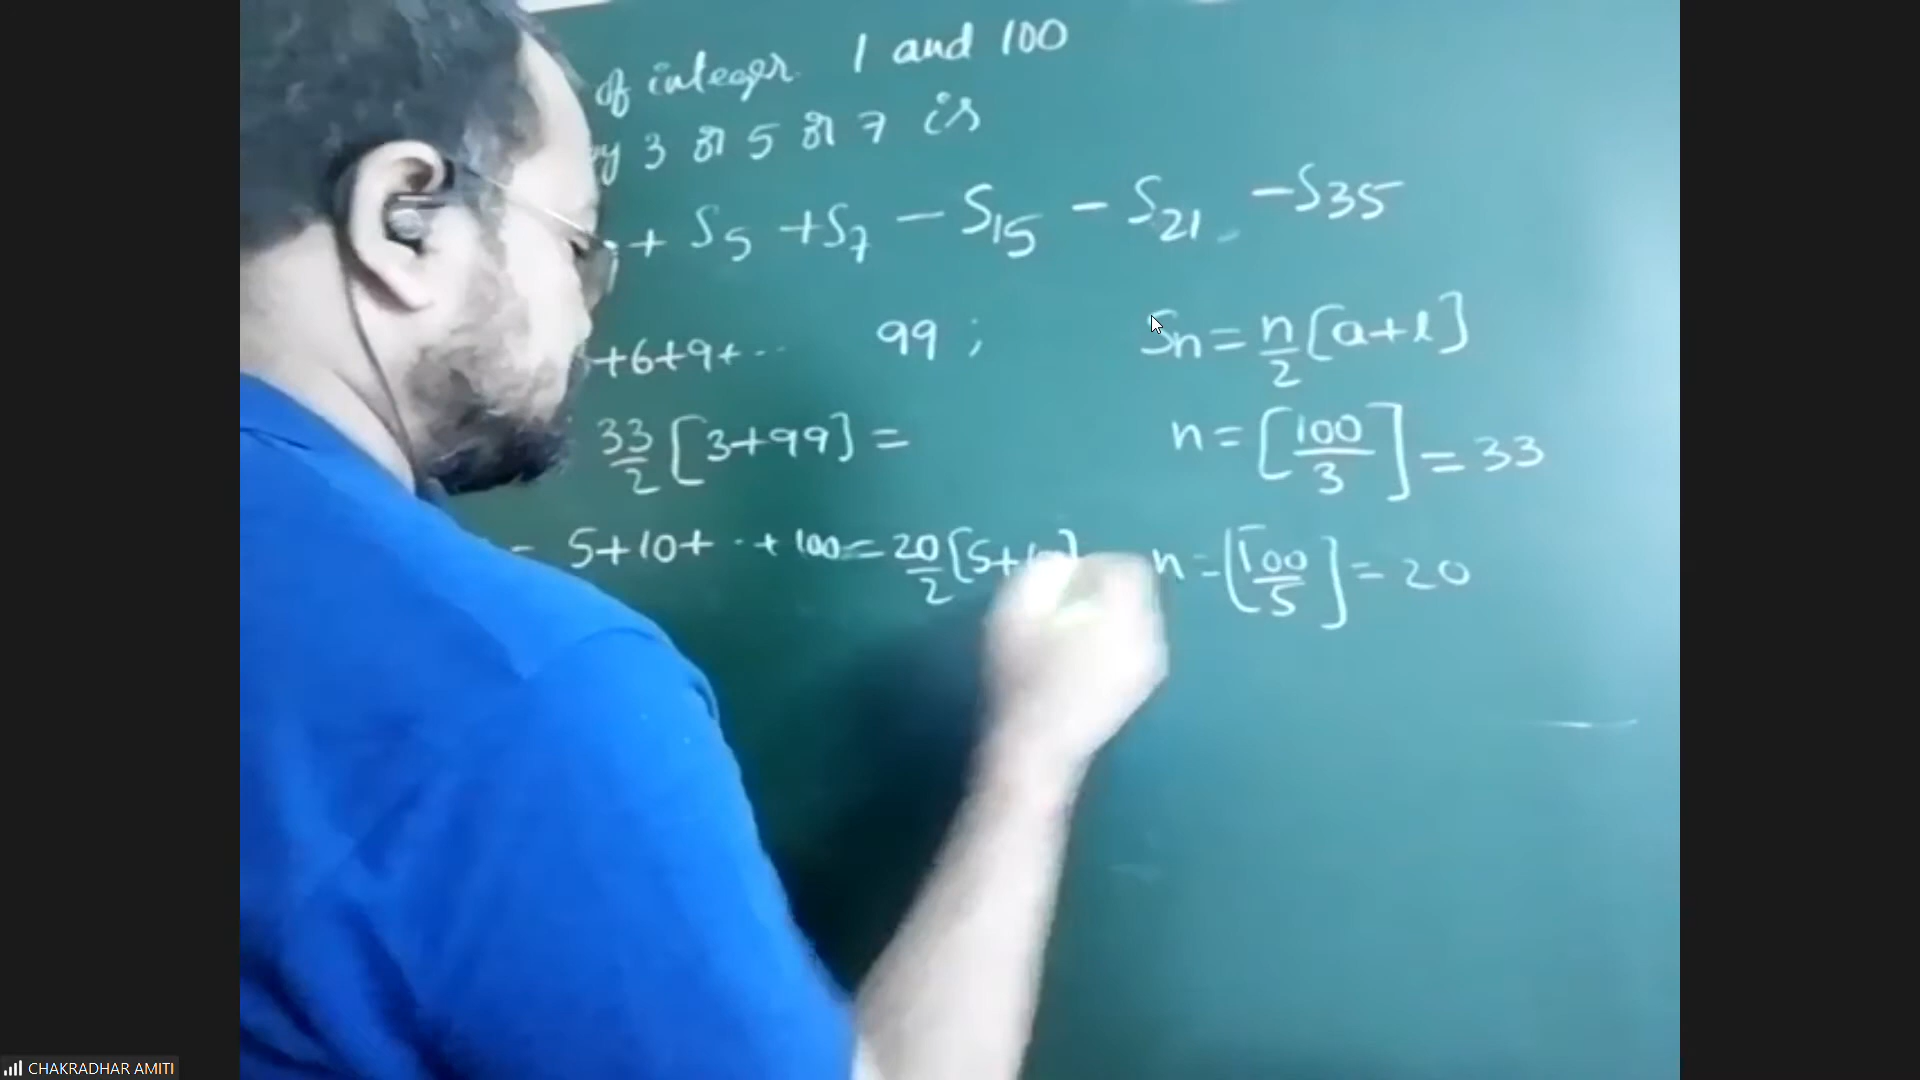 of integer 1 and 100
by 3 or 5 or 7 is
+ S5 + S7 - S15 - S21 - S35
+6+9+... 99 ;
Sn = n/2 [a+l]
33/2 [3+99] =
n = [100/3] = 33
= 5+10+ ..+ 100 = 20/2 [5+
n = [100/5] = 20
CHAKRADHAR AMITI